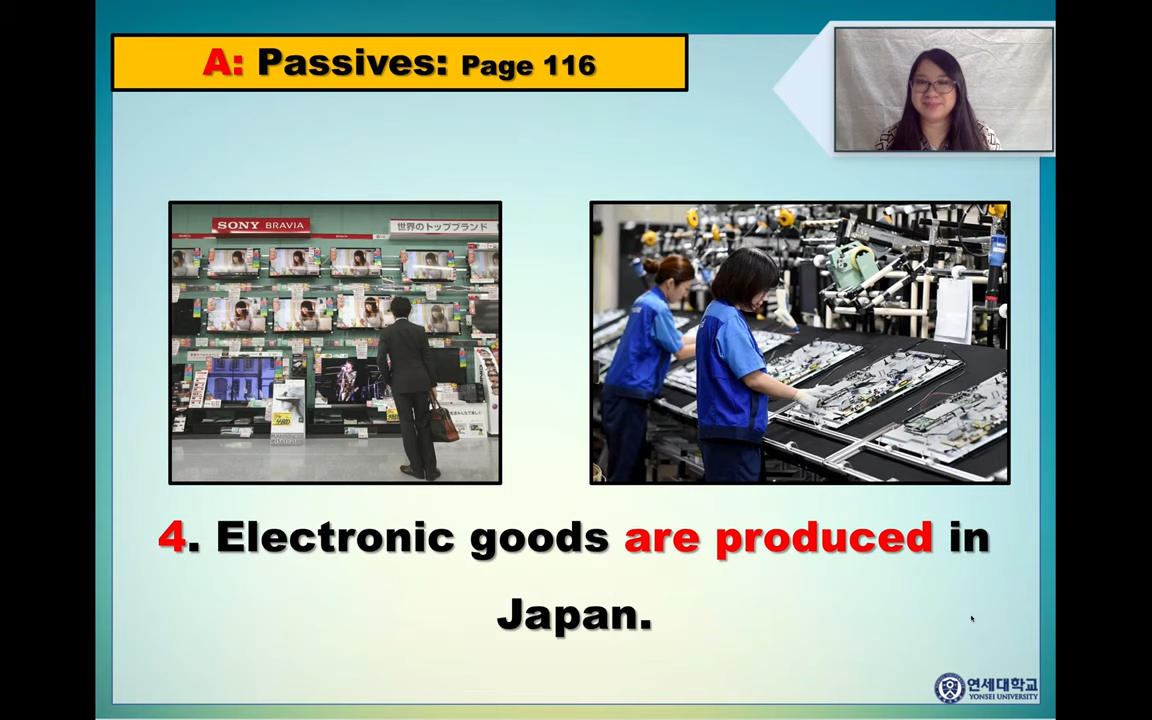 A: Passives: Page 116
SONY BRAVIA
世界のトップブランド
4. Electronic goods are produced in
Japan.
연세대학교
YONSEI UNIVERSITY